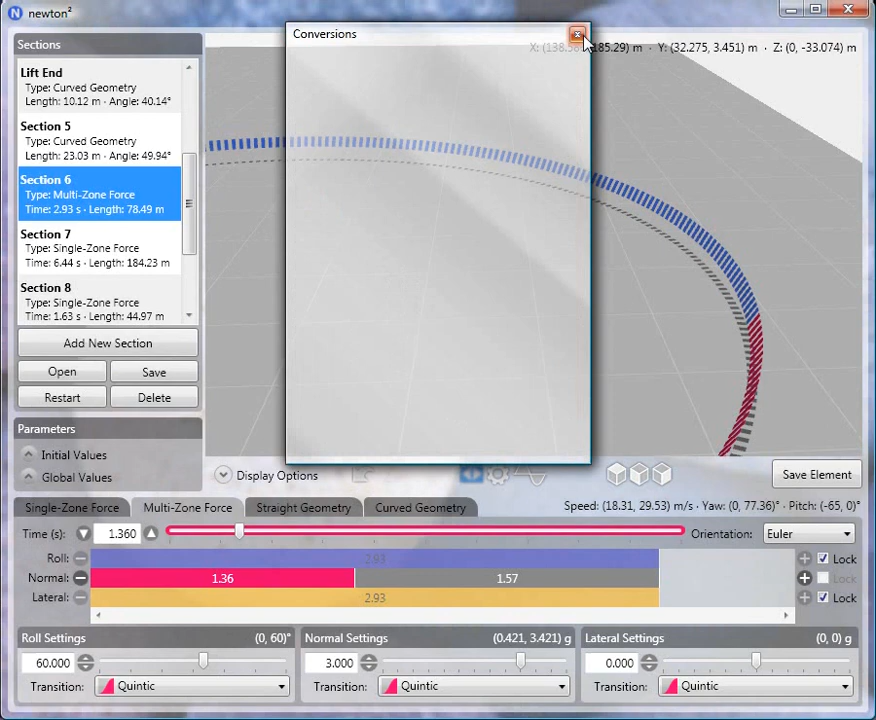 newton²
Sections
Conversions
X: (138.58, 185.29) m · Y: (32.275, 3.451) m · Z: (0, -33.074) m
Lift End
Type: Curved Geometry
Length: 10.12 m · Angle: 40.14°
Section 5
Type: Curved Geometry
Length: 23.03 m · Angle: 49.94°
Section 6
Type: Multi-Zone Force
Time: 2.93 s · Length: 78.49 m
Section 7
Type: Single-Zone Force
Time: 6.44 s · Length: 184.23 m
Section 8
Type: Single-Zone Force
Time: 1.63 s · Length: 44.97 m
Add New Section
Open Save
Restart Delete
Parameters
Initial Values
Global Values
Display Options
Save Element
Single-Zone Force Multi-Zone Force Straight Geometry Curved Geometry
Speed: (18.31, 29.53) m/s · Yaw: (0, 77.36)° · Pitch: (-65, 0)°
Time (s): 1.360 Orientation: Euler
Roll: 2.93 Lock
Normal: 1.36 1.57 Lock
Lateral: 2.93 Lock
Roll Settings (0, 60)° Normal Settings (0.421, 3.421) g Lateral Settings (0, 0) g
60.000 3.000 0.000
Transition: Quintic Transition: Quintic Transition: Quintic